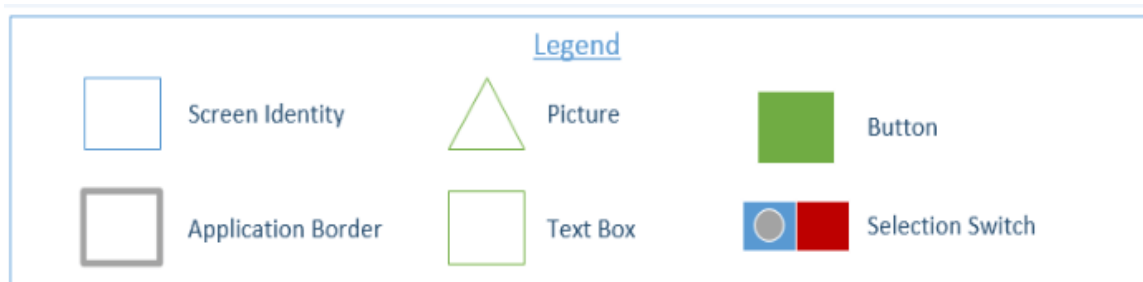 Legend
Screen Identity
Picture
Button
Application Border
Text Box
Selection Switch